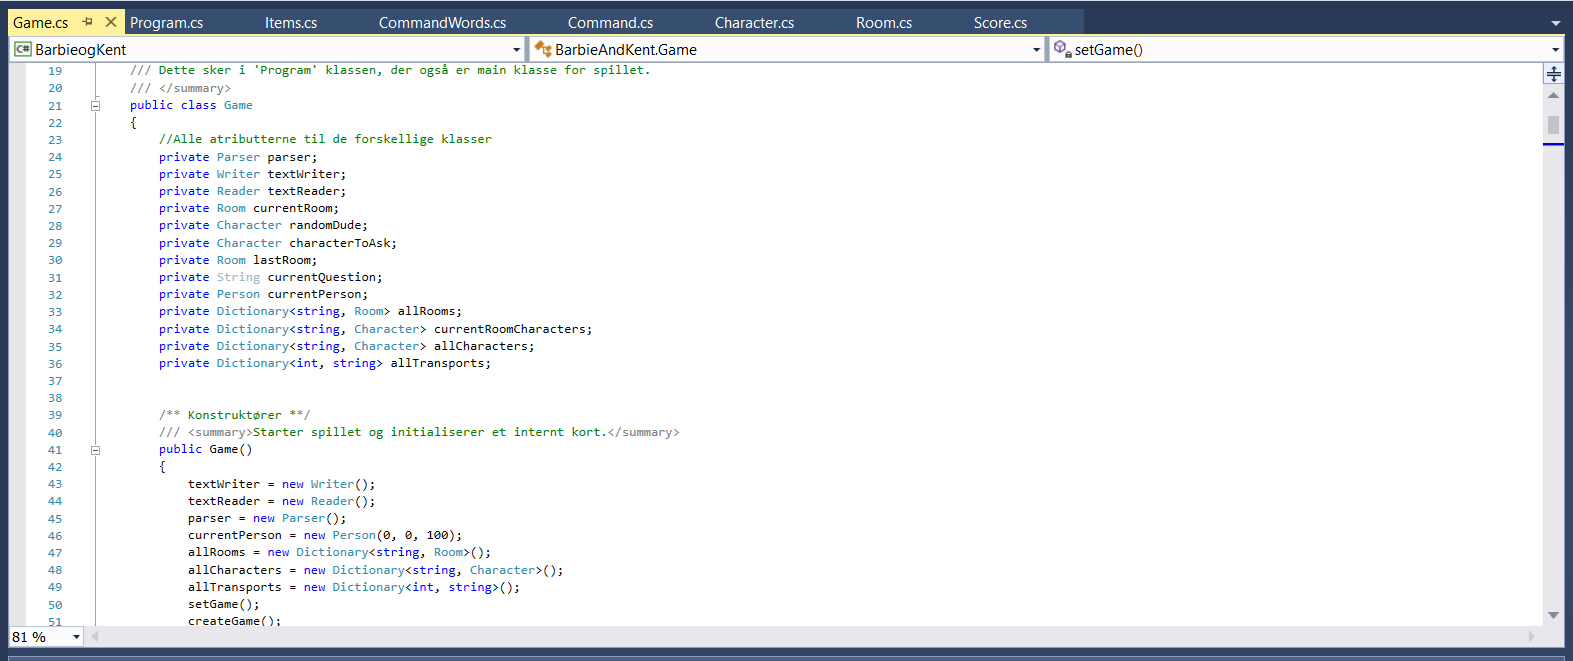 Game.cs Program.cs Items.cs CommandWords.cs Command.cs Character.cs Room.cs Score.cs
C# BarbieogKent BarbieAndKent.Game setGame()
19 /// Dette sker i 'Program' klassen, der også er main klasse for spillet.
20 /// </summary>
21 public class Game
22 {
23 //Alle atributterne til de forskellige klasser
24 private Parser parser;
25 private Writer textWriter;
26 private Reader textReader;
27 private Room currentRoom;
28 private Character randomDude;
29 private Character characterToAsk;
30 private Room lastRoom;
31 private String currentQuestion;
32 private Person currentPerson;
33 private Dictionary<string, Room> allRooms;
34 private Dictionary<string, Character> currentRoomCharacters;
35 private Dictionary<string, Character> allCharacters;
36 private Dictionary<int, string> allTransports;
37
38
39 /** Konstruktører **/
40 /// <summary>Starter spillet og initialiserer et internt kort.</summary>
41 public Game()
42 {
43 textWriter = new Writer();
44 textReader = new Reader();
45 parser = new Parser();
46 currentPerson = new Person(0, 0, 100);
47 allRooms = new Dictionary<string, Room>();
48 allCharacters = new Dictionary<string, Character>();
49 allTransports = new Dictionary<int, string>();
50 setGame();
51 createGame();
81 %